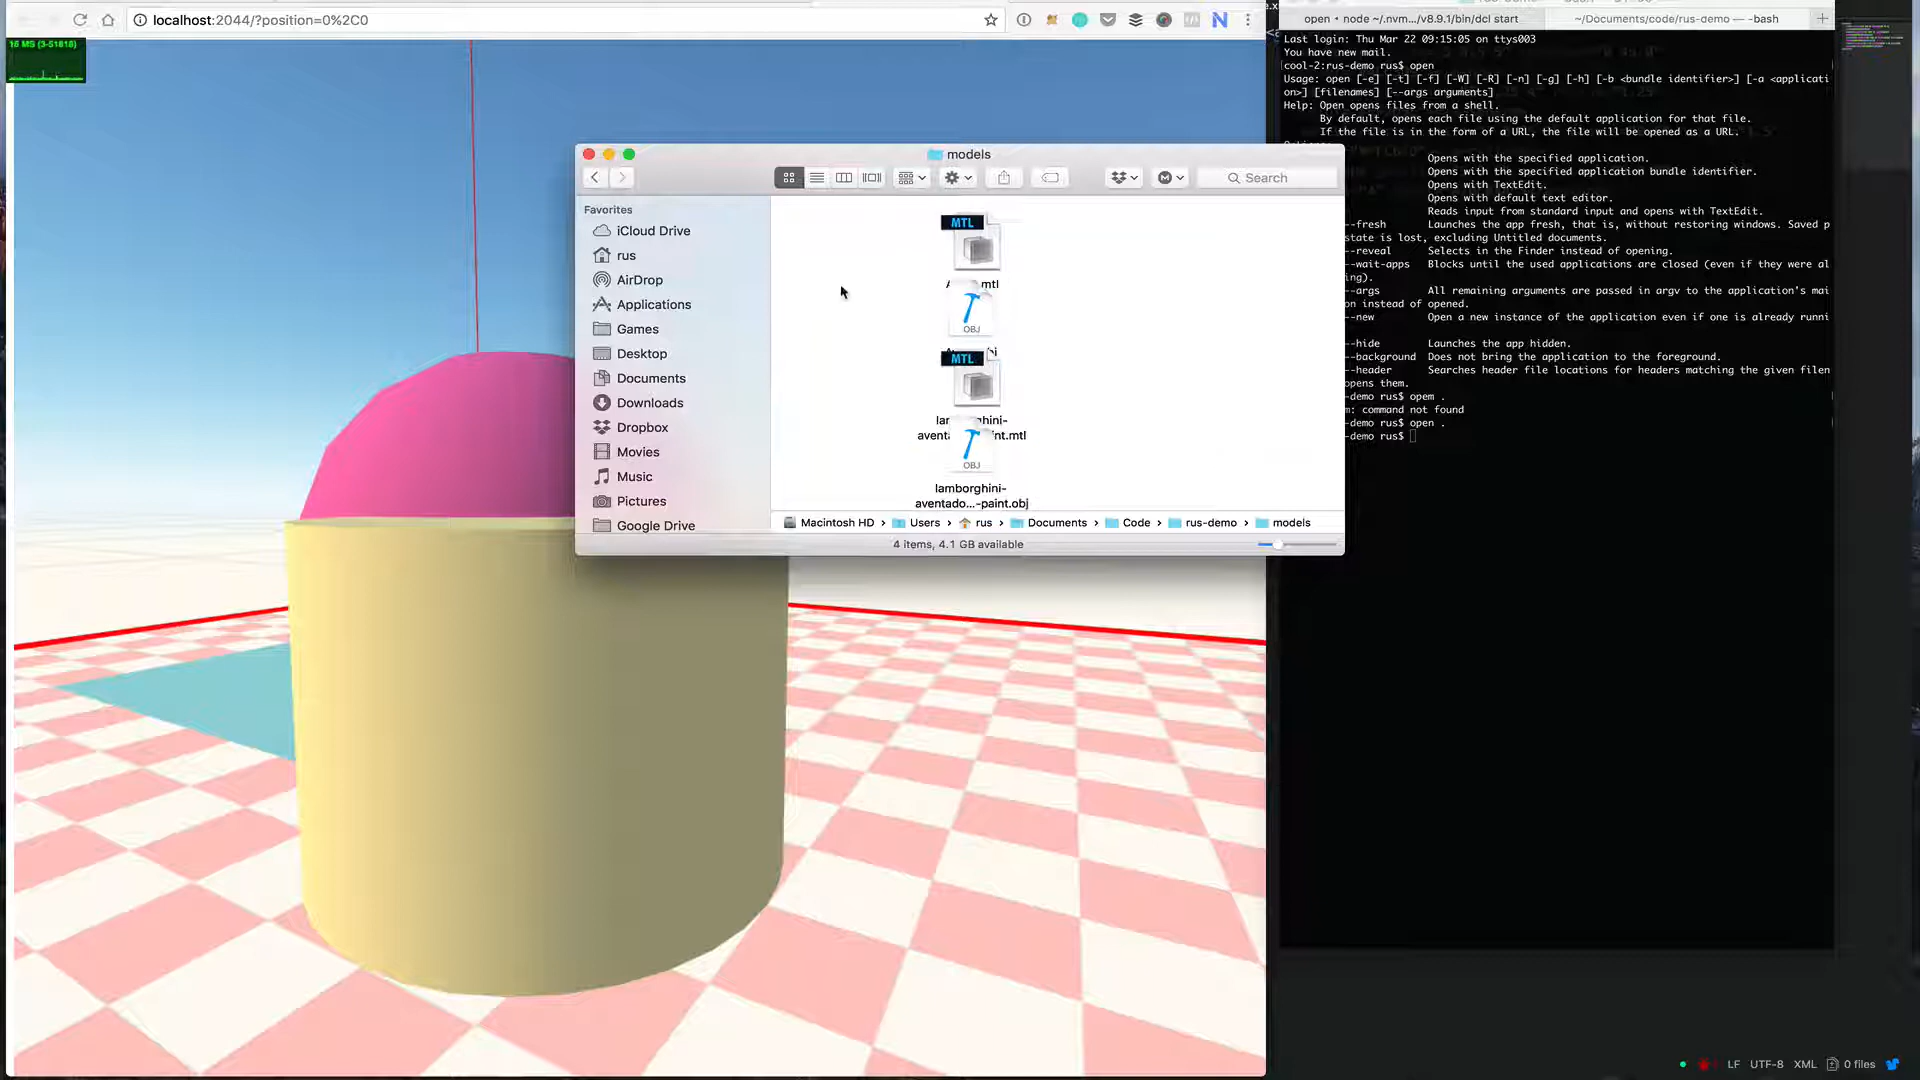 localhost:2044/?position=0%2C0
16 MS (3-51818)
open • node ~/.nvm.../v8.9.1/bin/dcl start
~/Documents/code/rus-demo — -bash
Last login: Thu Mar 22 09:15:05 on ttys003
You have new mail.
[cool-2:rus-demo rus$ open
Usage: open [-e] [-t] [-f] [-W] [-R] [-n] [-g] [-h] [-b <bundle identifier>] [-a <applicati
on>] [filenames] [--args arguments]
Help: Open opens files from a shell.
By default, opens each file using the default application for that file.
If the file is in the form of a URL, the file will be opened as a URL.
Opens with the specified application.
Opens with the specified application bundle identifier.
Opens with TextEdit.
Opens with default text editor.
Reads input from standard input and opens with TextEdit.
--fresh Launches the app fresh, that is, without restoring windows. Saved p
state is lost, excluding Untitled documents.
--reveal Selects in the Finder instead of opening.
--wait-apps Blocks until the used applications are closed (even if they were al
ing).
--args All remaining arguments are passed in argv to the application's mai
on instead of opened.
--new Open a new instance of the application even if one is already runni
--hide Launches the app hidden.
--background Does not bring the application to the foreground.
--header Searches header file locations for headers matching the given filen
opens them.
-demo rus$ opem .
m: command not found
-demo rus$ open .
-demo rus$
models
Search
Favorites
iCloud Drive
rus
AirDrop
Applications
Games
Desktop
Documents
Downloads
Dropbox
Movies
Music
Pictures
Google Drive
MTL
mtl
OBJ
MTL
aventa
nt.mtl
OBJ
lamborghini-
aventado...-paint.obj
Macintosh HD › Users › rus › Documents › Code › rus-demo › models
4 items, 4.1 GB available
LF UTF-8 XML 0 files